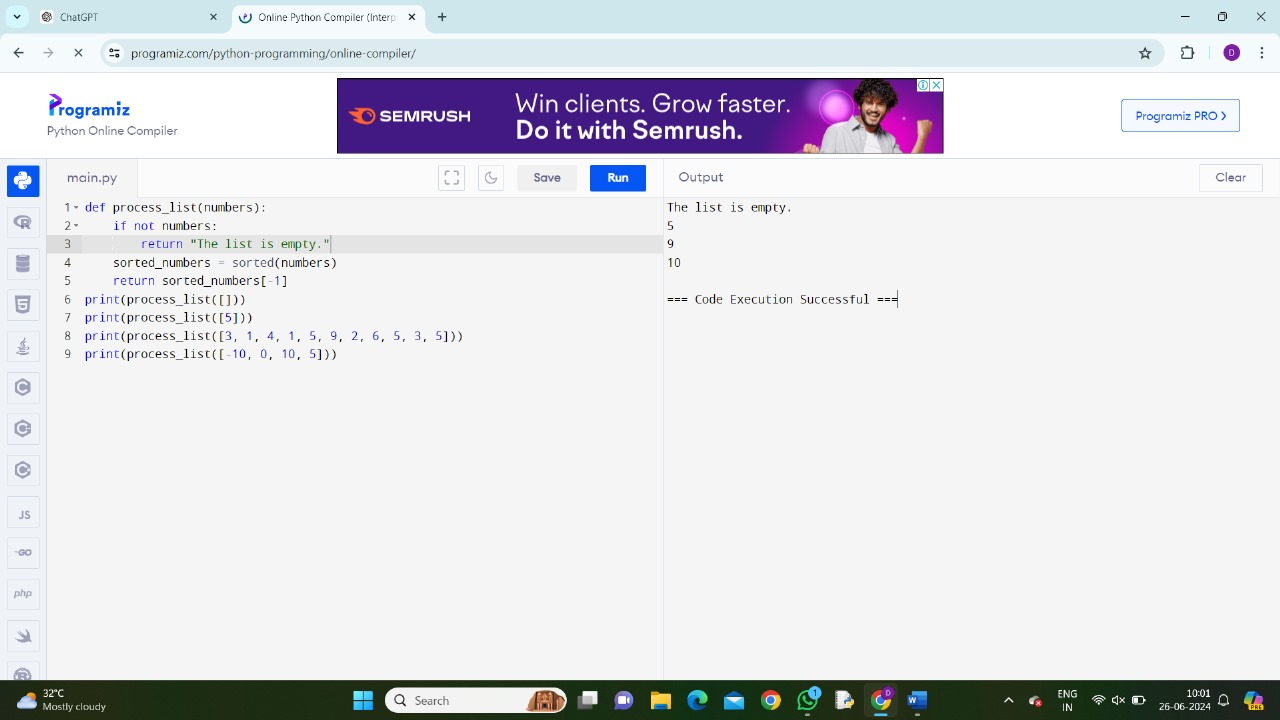 ChatGPT
Online Python Compiler (Interp
programiz.com/python-programming/online-compiler/
D
Programiz
Python Online Compiler
SEMRUSH
Win clients. Grow faster.
Do it with Semrush.
Programiz PRO
main.py
Save
Run
Output
Clear
1 def process_list(numbers):
2     if not numbers:
3         return "The list is empty."
4     sorted_numbers = sorted(numbers)
5     return sorted_numbers[-1]
6 print(process_list([]))
7 print(process_list([5]))
8 print(process_list([3, 1, 4, 1, 5, 9, 2, 6, 5, 3, 5]))
9 print(process_list([-10, 0, 10, 5]))
The list is empty.
5
9
10
=== Code Execution Successful ===
JS
GO
php
32°C
Mostly cloudy
Search
1
D
ENG
IN
10:01
26-06-2024
PRE